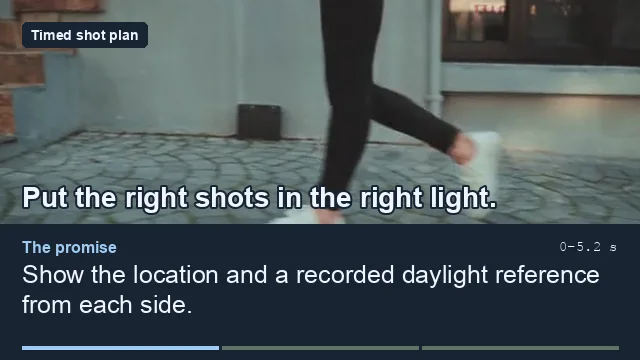 Timed shot plan
Put the right shots in the right light.
The promise
0–5.2 s
Show the location and a recorded daylight reference
from each side.